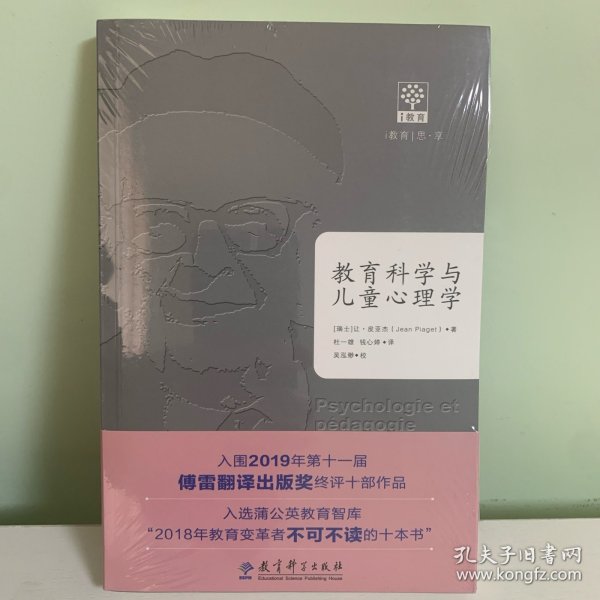 i教育
i教育|思·享
教育科学与
儿童心理学
[瑞士]让·皮亚杰（Jean Piaget）◆著
杜一雄 钱心婷◆译
吴泓缈◆校
Psychologie et
pédagogie
入围2019年第十一届
傅雷翻译出版奖终评十部作品
入选蒲公英教育智库
“2018年教育变革者不可不读的十本书”
教育科学出版社
Educational Science Publishing House
孔夫子旧书网
www.kongfz.com